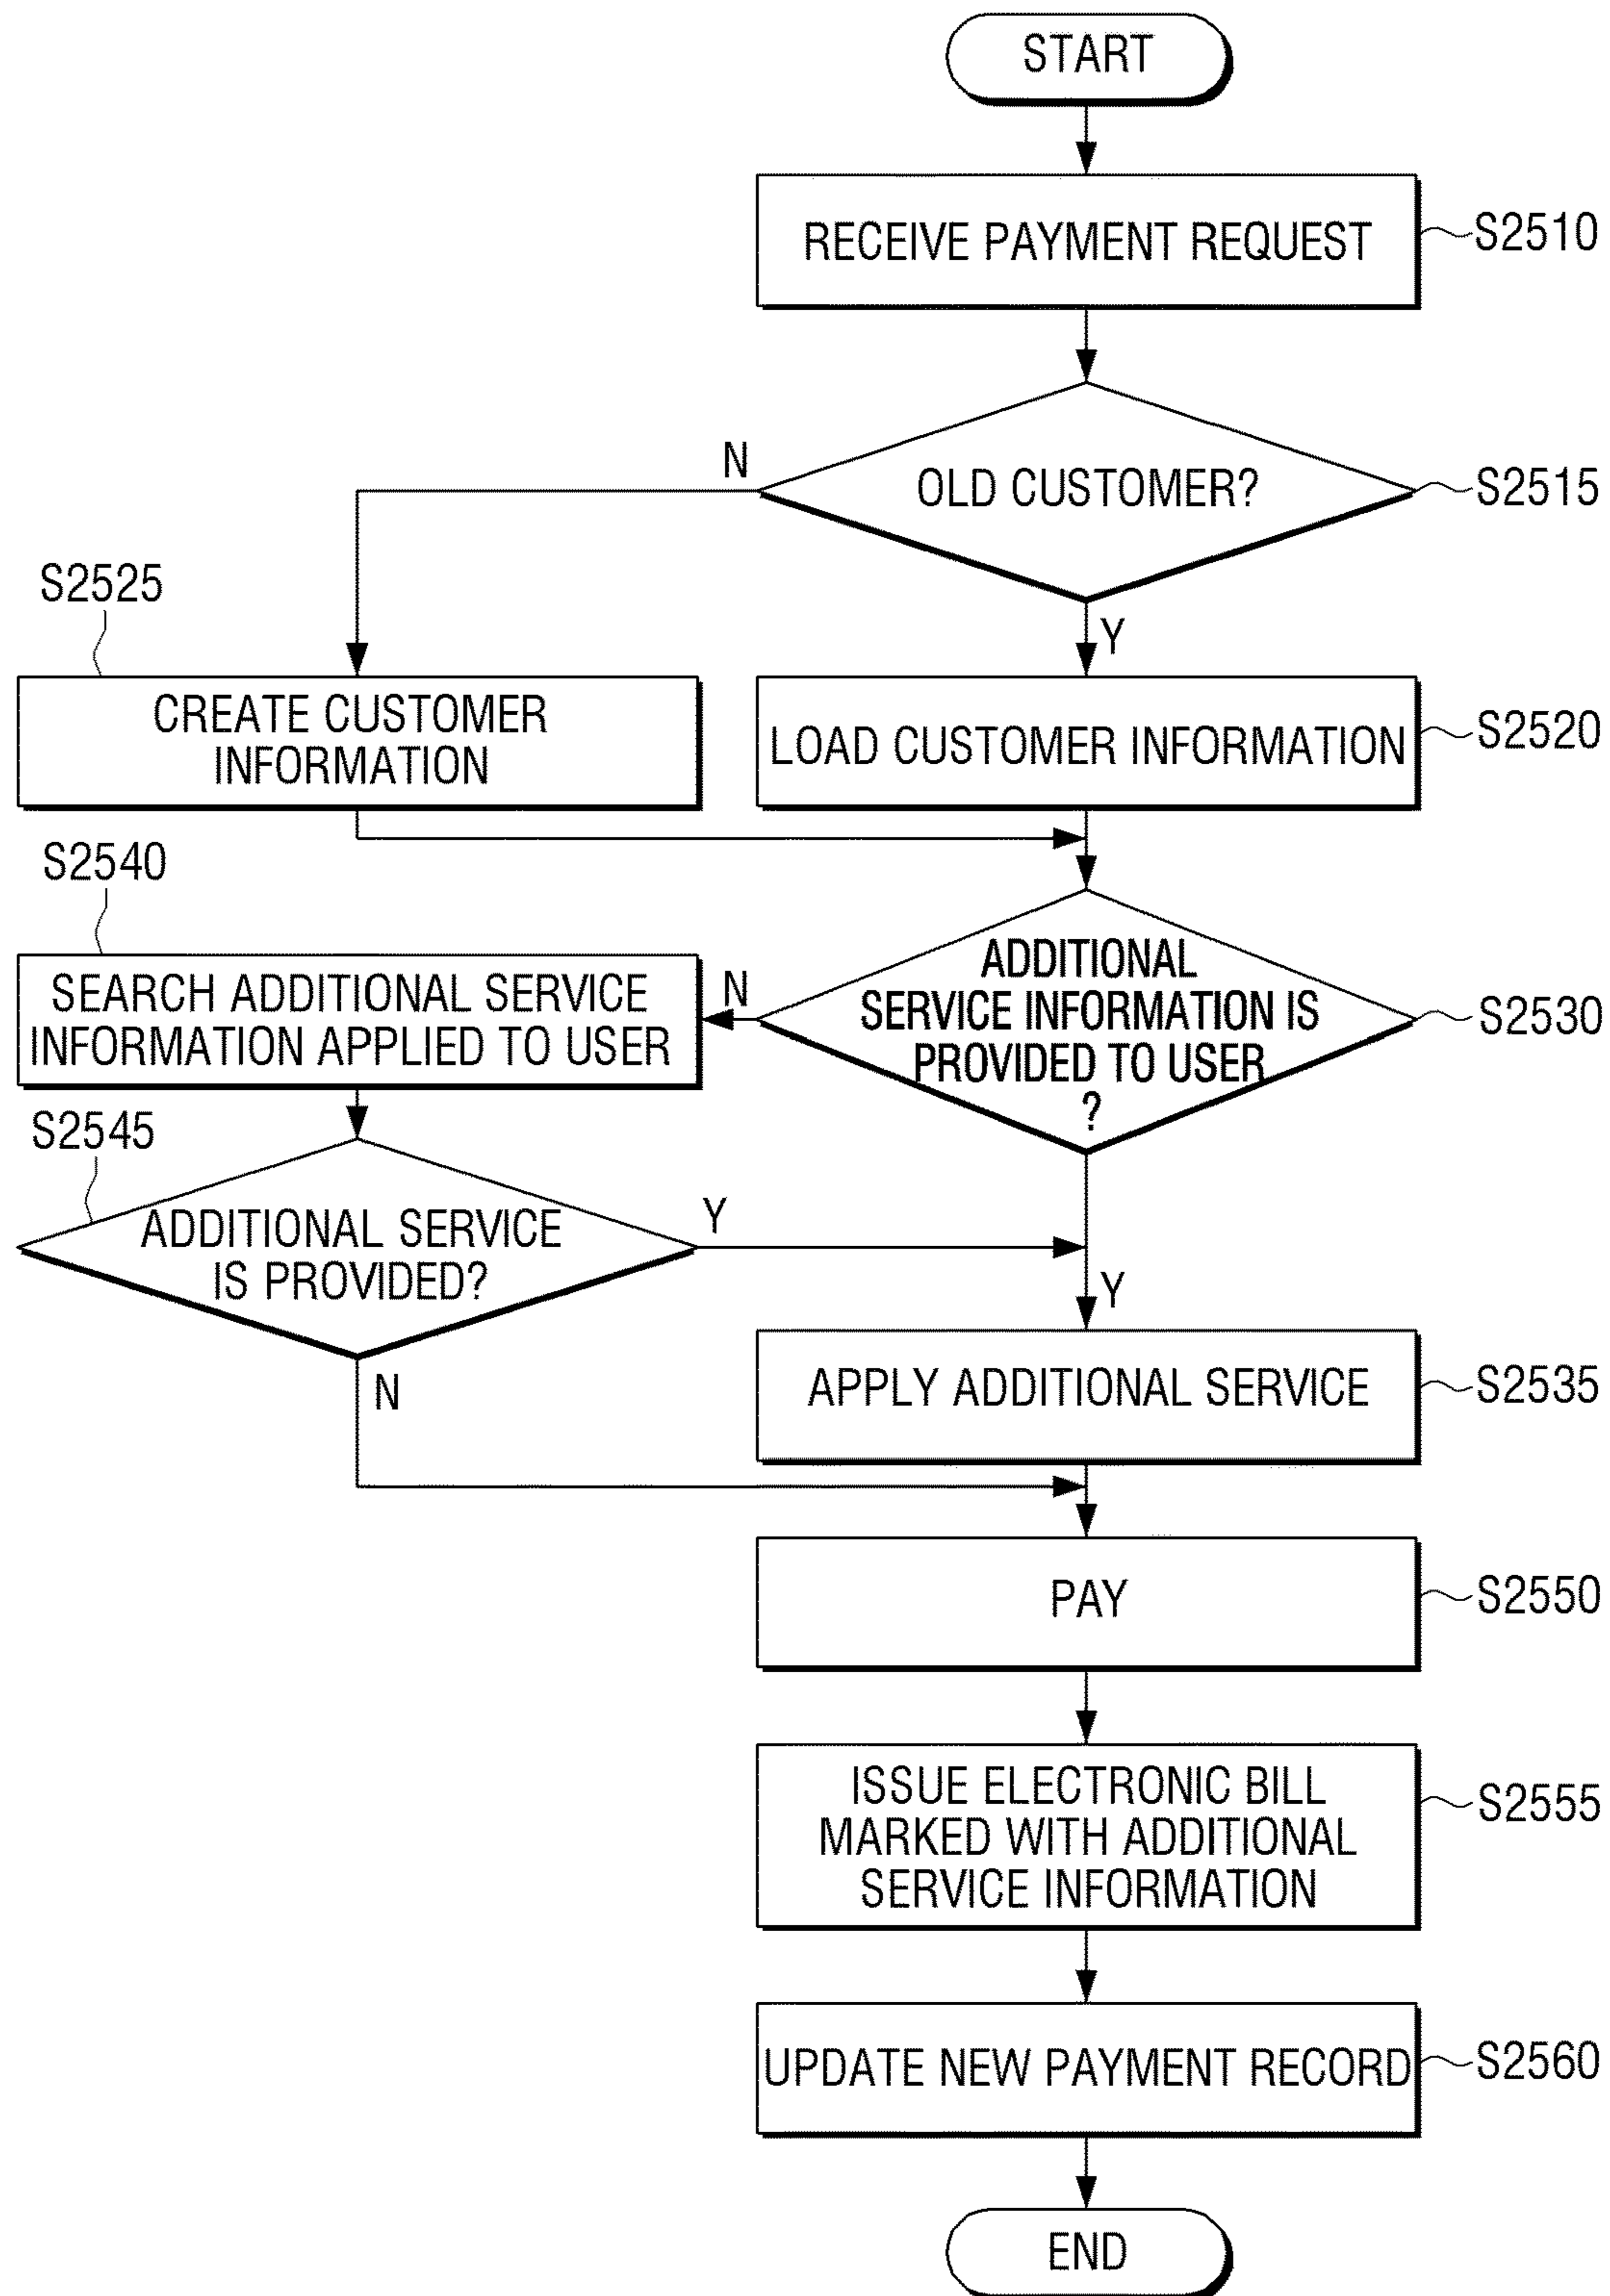 START
RECEIVE PAYMENT REQUEST
S2510
OLD CUSTOMER?
S2515
N
Y
S2525
CREATE CUSTOMER
INFORMATION
LOAD CUSTOMER INFORMATION
S2520
S2540
SEARCH ADDITIONAL SERVICE
INFORMATION APPLIED TO USER
N
ADDITIONAL
SERVICE INFORMATION IS
PROVIDED TO USER
?
S2530
S2545
ADDITIONAL SERVICE
IS PROVIDED?
Y
Y
N
APPLY ADDITIONAL SERVICE
S2535
PAY
S2550
ISSUE ELECTRONIC BILL
MARKED WITH ADDITIONAL
SERVICE INFORMATION
S2555
UPDATE NEW PAYMENT RECORD
S2560
END